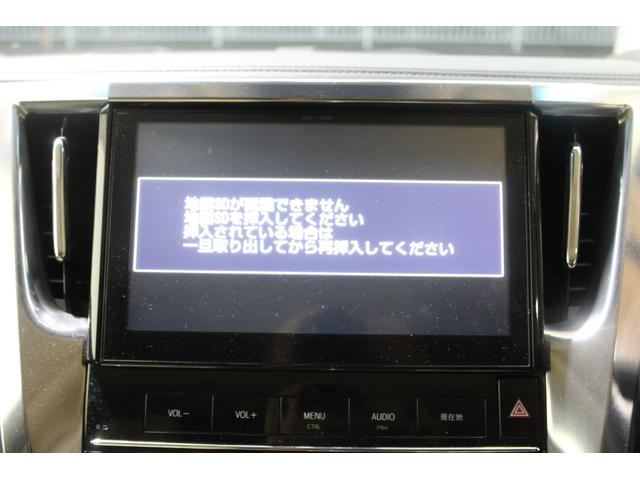 地図SDが認識できません
地図SDを挿入してください
挿入されている場合は
一旦取り出してから再挿入してください
VOL− VOL+ MENU AUDIO 現在地
CTRL